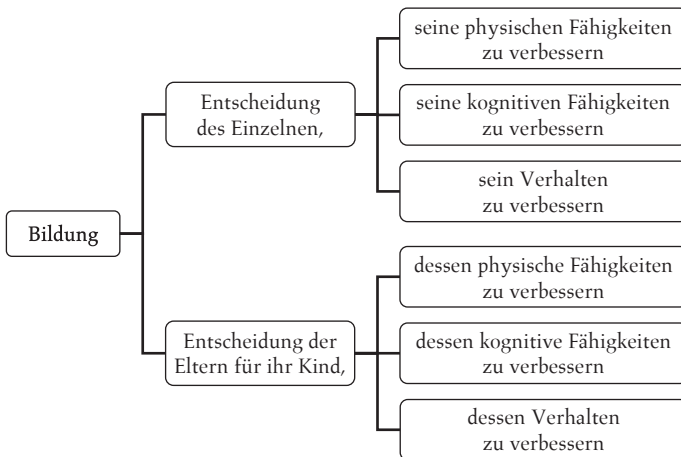 Bildung
Entscheidung
des Einzelnen,
seine physischen Fähigkeiten
zu verbessern
seine kognitiven Fähigkeiten
zu verbessern
sein Verhalten
zu verbessern
Entscheidung der
Eltern für ihr Kind,
dessen physische Fähigkeiten
zu verbessern
dessen kognitive Fähigkeiten
zu verbessern
dessen Verhalten
zu verbessern